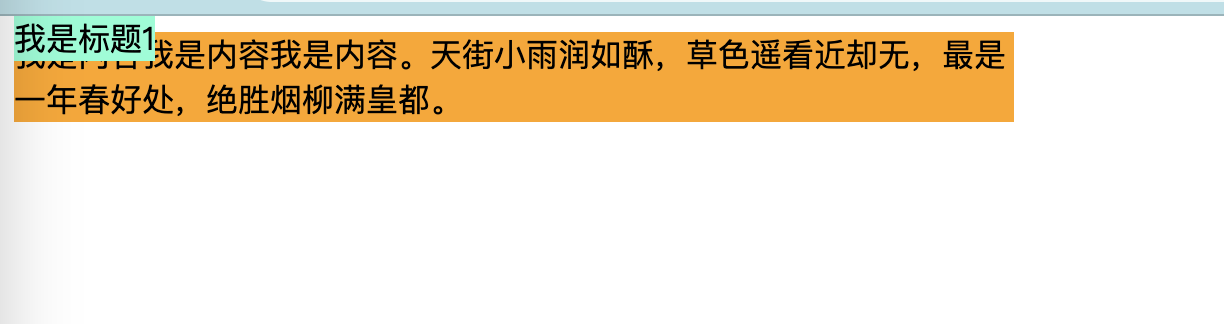 我是标题1
我是内容我是内容。天街小雨润如酥，草色遥看近却无，最是
一年春好处，绝胜烟柳满皇都。